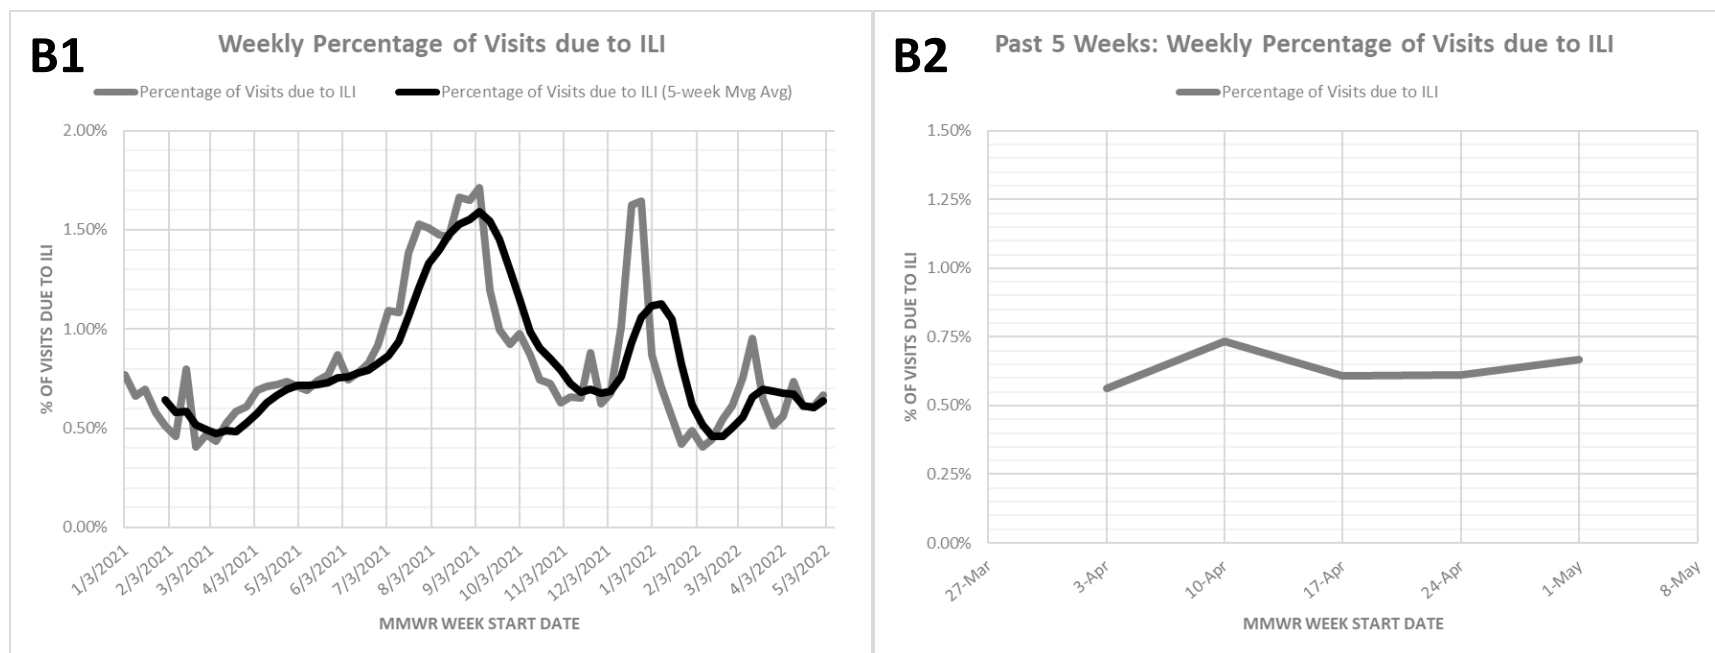 B1
Weekly Percentage of Visits due to ILI
Percentage of Visits due to ILI
Percentage of Visits due to ILI (5-week Mvg Avg)
2.00%
1.50%
1.00%
0.50%
0.00%
% OF VISITS DUE TO ILI
1/3/2021
2/3/2021
3/3/2021
4/3/2021
5/3/2021
6/3/2021
7/3/2021
8/3/2021
9/3/2021
10/3/2021
11/3/2021
12/3/2021
1/3/2022
2/3/2022
3/3/2022
4/3/2022
5/3/2022
MMWR WEEK START DATE
B2
Past 5 Weeks: Weekly Percentage of Visits due to ILI
Percentage of Visits due to ILI
1.50%
1.25%
1.00%
0.75%
0.50%
0.25%
0.00%
% OF VISITS DUE TO ILI
27-Mar
3-Apr
10-Apr
17-Apr
24-Apr
1-May
8-May
MMWR WEEK START DATE